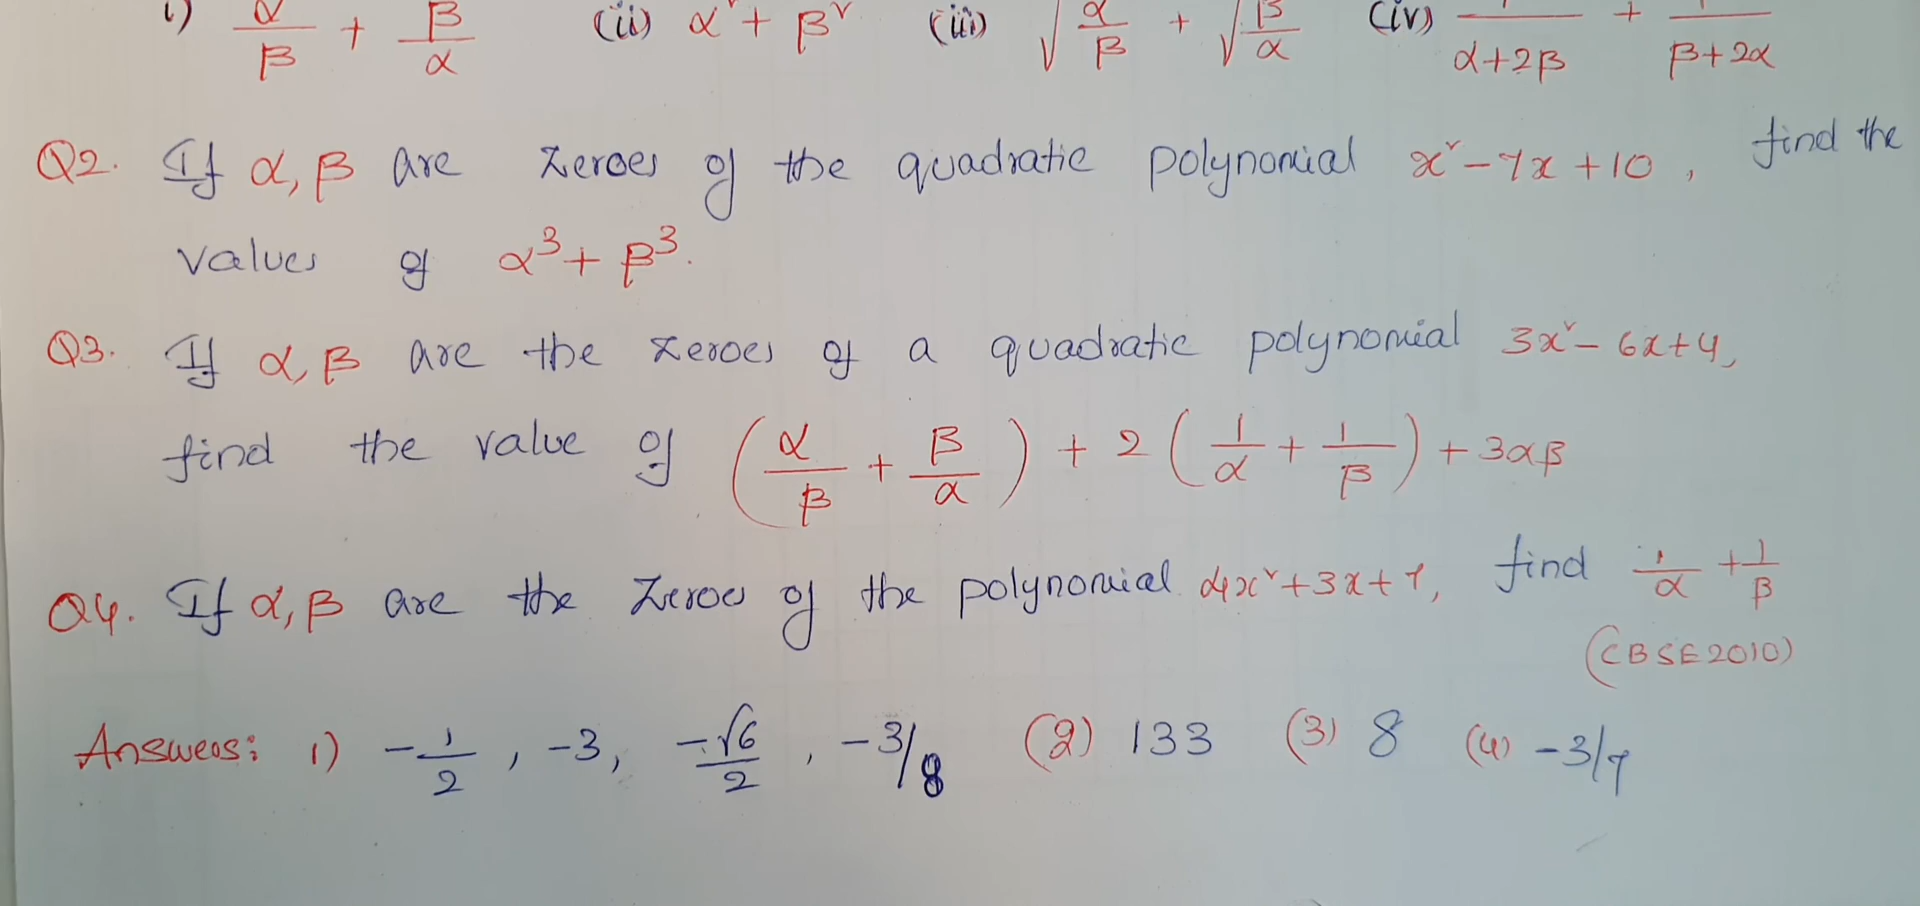 i) α/β + β/α (ii) α² + β² (iii) √α/β + √β/α (iv) 1/α+2β + 1/β+2α
Q2. If α, β are zeroes of the quadratic polynomial x² - 7x + 10, find the
values of α³ + β³.
Q3. If α, β are the zeroes of a quadratic polynomial 3x² - 6x + 4,
find the value of (α/β + β/α) + 2(1/α + 1/β) + 3αβ
Q4. If α, β are the zeroes of the polynomial 4x² + 3x + 7, find 1/α + 1/β
(CBSE 2010)
Answers: 1) -1/2, -3, -√6/2, -3/8 (2) 133 (3) 8 (4) -3/7